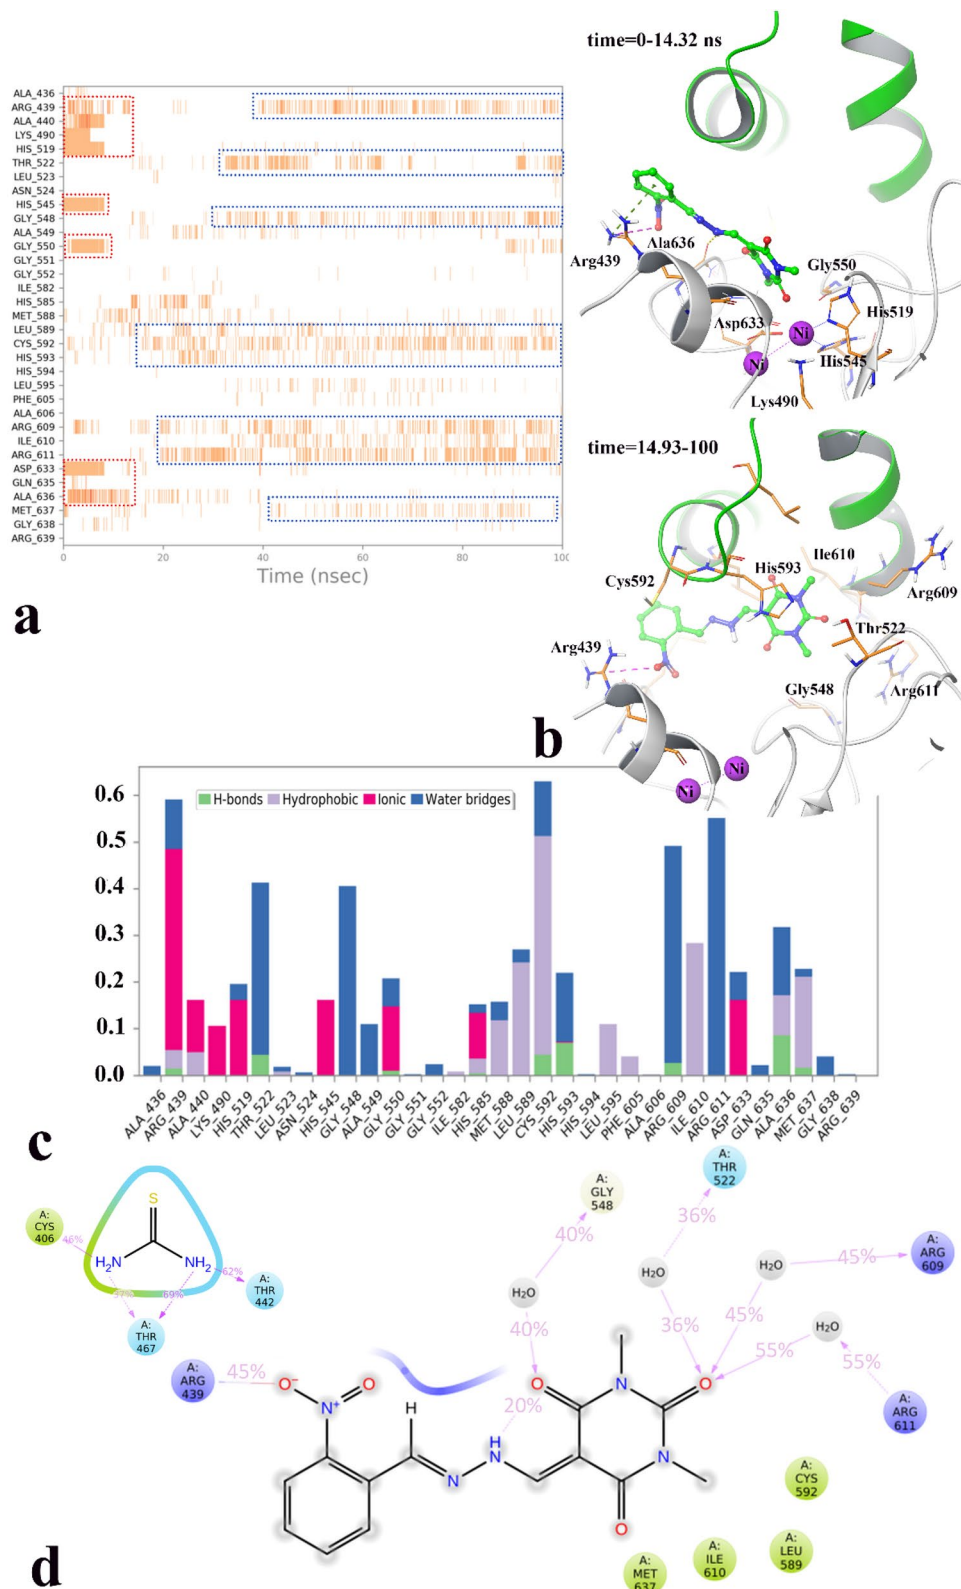 time=0-14.32 ns
ALA_436
ARG_439
ALA_440
LYS_490
HIS_519
THR_522
LEU_523
ASN_524
HIS_545
GLY_548
ALA_549
GLY_550
GLY_551
GLY_552
ILE_582
HIS_585
MET_588
LEU_589
CYS_592
HIS_593
HIS_594
LEU_595
PHE_605
ALA_606
ARG_609
ILE_610
ARG_611
ASP_633
GLN_635
ALA_636
MET_637
GLY_638
ARG_639
0 20 40 60 80 100
Time (nsec)
a
Arg439
Ala636
Gly550
Asp633
His519
Ni
Ni
His545
Lys490
time=14.93-100
Cys592
His593
Ile610
Arg609
Arg439
Thr522
Gly548
Arg611
Ni
Ni
b
H-bonds Hydrophobic Ionic Water bridges
0.6
0.5
0.4
0.3
0.2
0.1
0.0
ALA_436
ARG_439
ALA_440
LYS_490
HIS_519
THR_522
LEU_523
ASN_524
HIS_545
GLY_548
ALA_549
GLY_550
GLY_551
GLY_552
ILE_582
HIS_585
MET_588
LEU_589
CYS_592
HIS_593
HIS_594
LEU_595
PHE_605
ALA_606
ARG_609
ILE_610
ARG_611
ASP_633
GLN_635
ALA_636
MET_637
GLY_638
ARG_639
c
A:
CYS
406
46%
S
H2N
NH2
62%
A:
THR
442
69%
A:
THR
467
A:
GLY
548
40%
H2O
40%
A:
THR
522
36%
H2O
36%
H2O
45%
45%
A:
ARG
609
H2O
55%
55%
A:
ARG
611
A:
ARG
439
45%
O-
O
N+
H
20%
H
N
N
O
N
O
N
O
A:
CYS
592
A:
LEU
589
A:
ILE
610
A:
MET
637
d